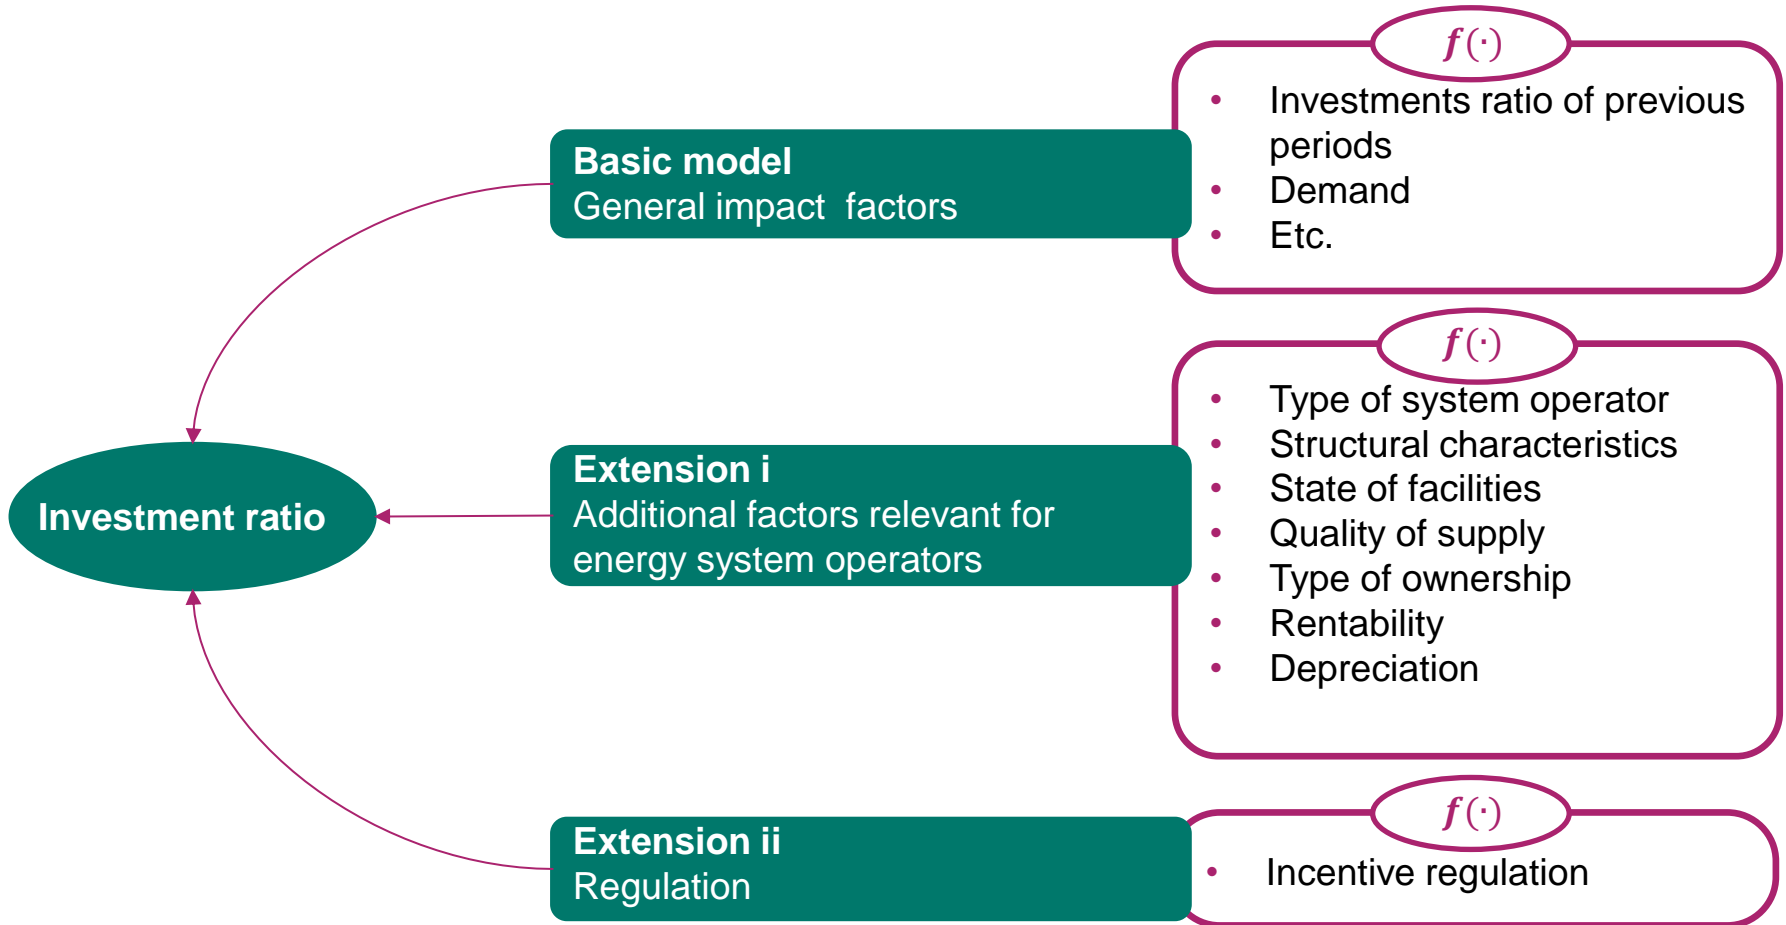 f(·)
• Investments ratio of previous
periods
• Demand
• Etc.
Basic model
General impact factors
f(·)
• Type of system operator
• Structural characteristics
• State of facilities
• Quality of supply
• Type of ownership
• Rentability
• Depreciation
Extension i
Additional factors relevant for
energy system operators
Investment ratio
f(·)
• Incentive regulation
Extension ii
Regulation